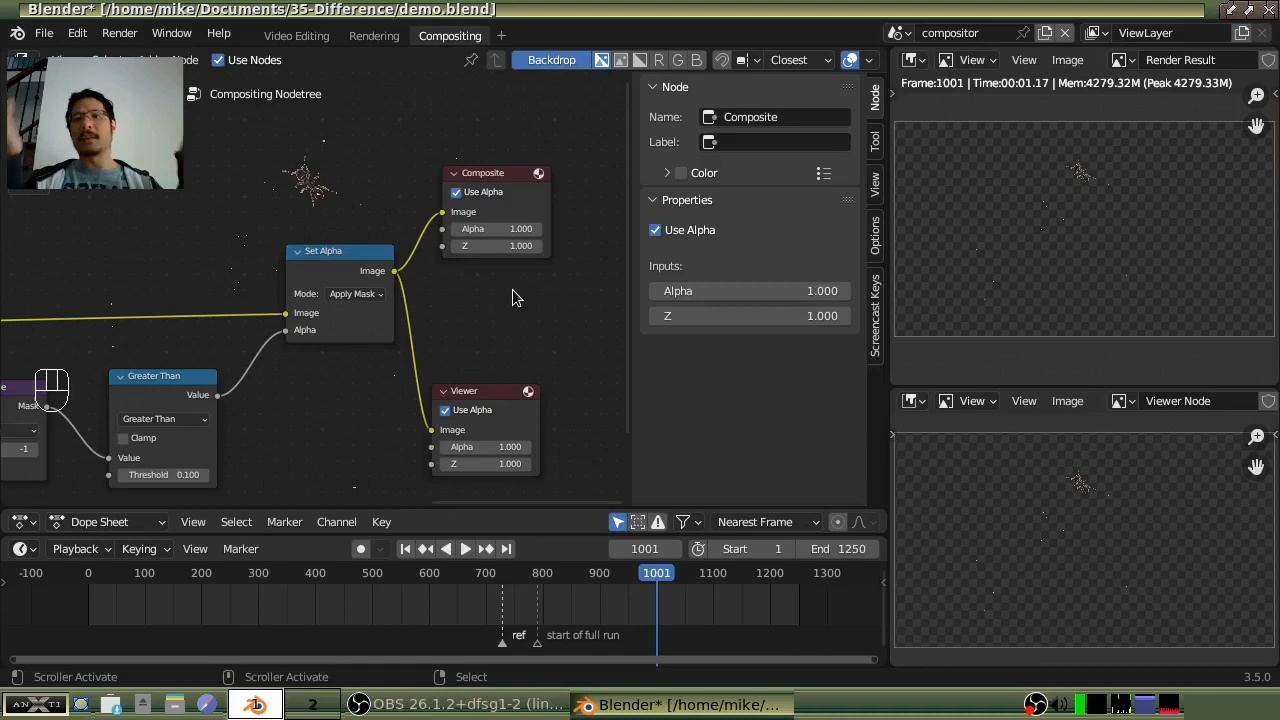 Blender* [/home/mike/Documents/35-Difference/demo.blend]
File Edit Render Window Help
Video Editing Rendering Compositing
compositor
ViewLayer
Use Nodes
Backdrop
R G B
Closest
View View Image Render Result
Compositing Nodetree
Frame:1001 | Time:00:01.17 | Mem:4279.32M (Peak 4279.33M)
Node
Name: Composite
Label:
Color
Properties
Use Alpha
Inputs:
Alpha 1.000
Z 1.000
Node
Tool
View
Options
Screencast Keys
Composite
Use Alpha
Image
Alpha 1.000
Z 1.000
Set Alpha
Image
Mode: Apply Mask
Image
Alpha
Greater Than
Value
Greater Than
Clamp
Value
Threshold 0.100
Mask
-1
Viewer
Use Alpha
Image
Alpha 1.000
Z 1.000
View View Image Viewer Node
Dope Sheet View Select Marker Channel Key Nearest Frame
Playback Keying View Marker 1001 Start 1 End 1250
-100 0 100 200 300 400 500 600 700 800 900 1001 1100 1200 1300
ref start of full run
Scroller Activate Scroller Activate Select 3.5.0
ANXTI 1 2 OBS 26.1.2+dfsg1-2 (lin... Blender* [/home/mike/...